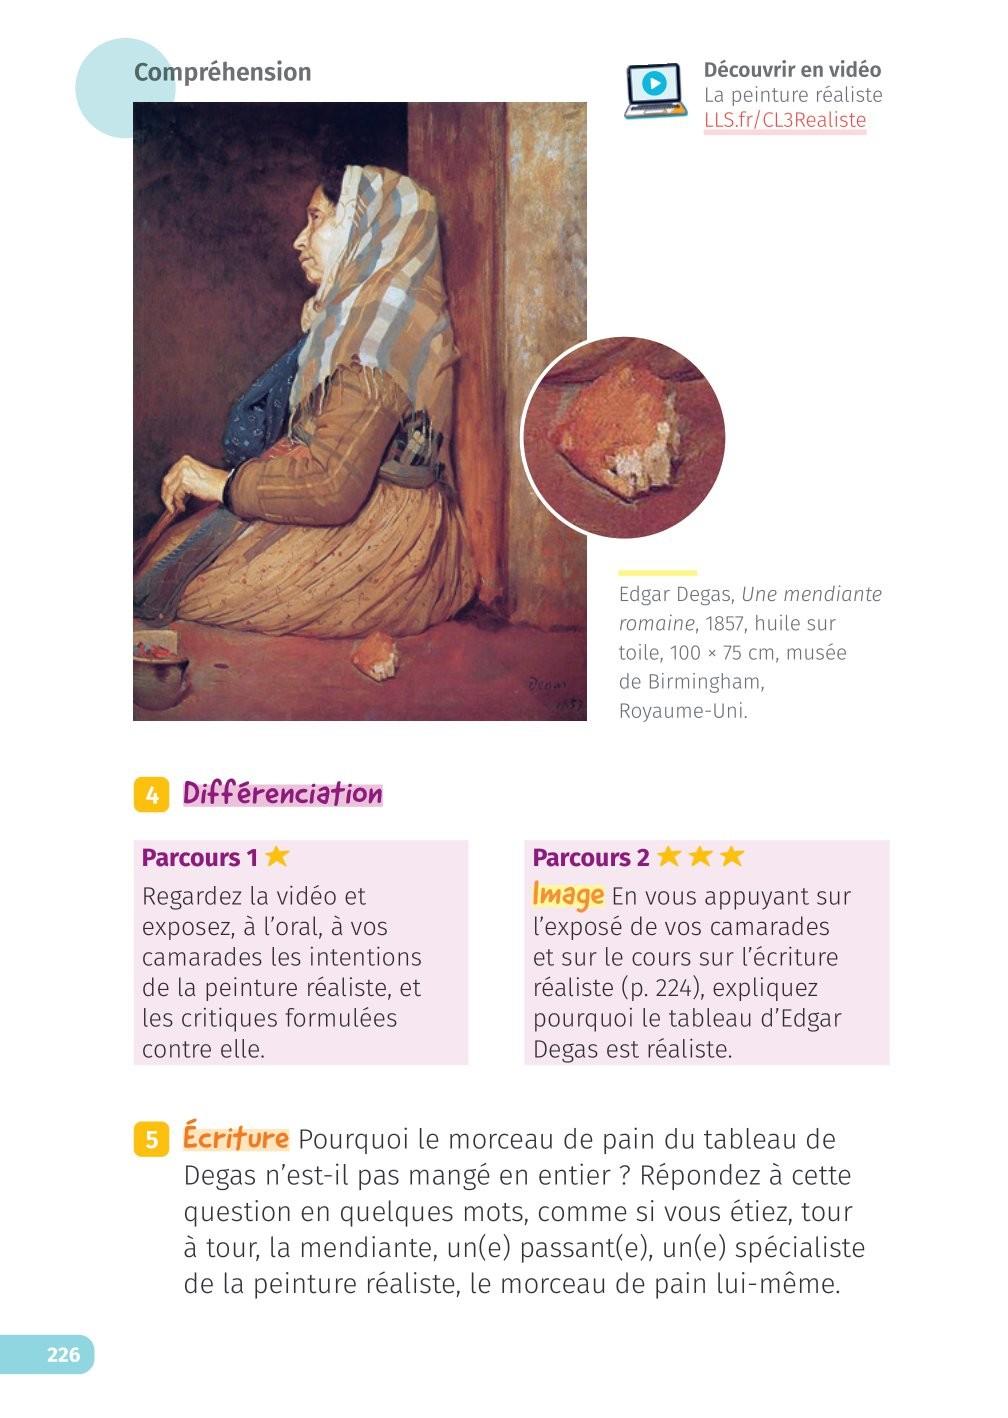 Compréhension
Découvrir en vidéo
La peinture réaliste
LLS.fr/CL3Realiste
Degas
1857
Edgar Degas, Une mendiante
romaine, 1857, huile sur
toile, 100 × 75 cm, musée
de Birmingham,
Royaume-Uni.
4 Différenciation
Parcours 1
Regardez la vidéo et
exposez, à l’oral, à vos
camarades les intentions
de la peinture réaliste, et
les critiques formulées
contre elle.
Parcours 2
Image En vous appuyant sur
l’exposé de vos camarades
et sur le cours sur l’écriture
réaliste (p. 224), expliquez
pourquoi le tableau d’Edgar
Degas est réaliste.
5 Écriture Pourquoi le morceau de pain du tableau de
Degas n’est-il pas mangé en entier ? Répondez à cette
question en quelques mots, comme si vous étiez, tour
à tour, la mendiante, un(e) passant(e), un(e) spécialiste
de la peinture réaliste, le morceau de pain lui-même.
226